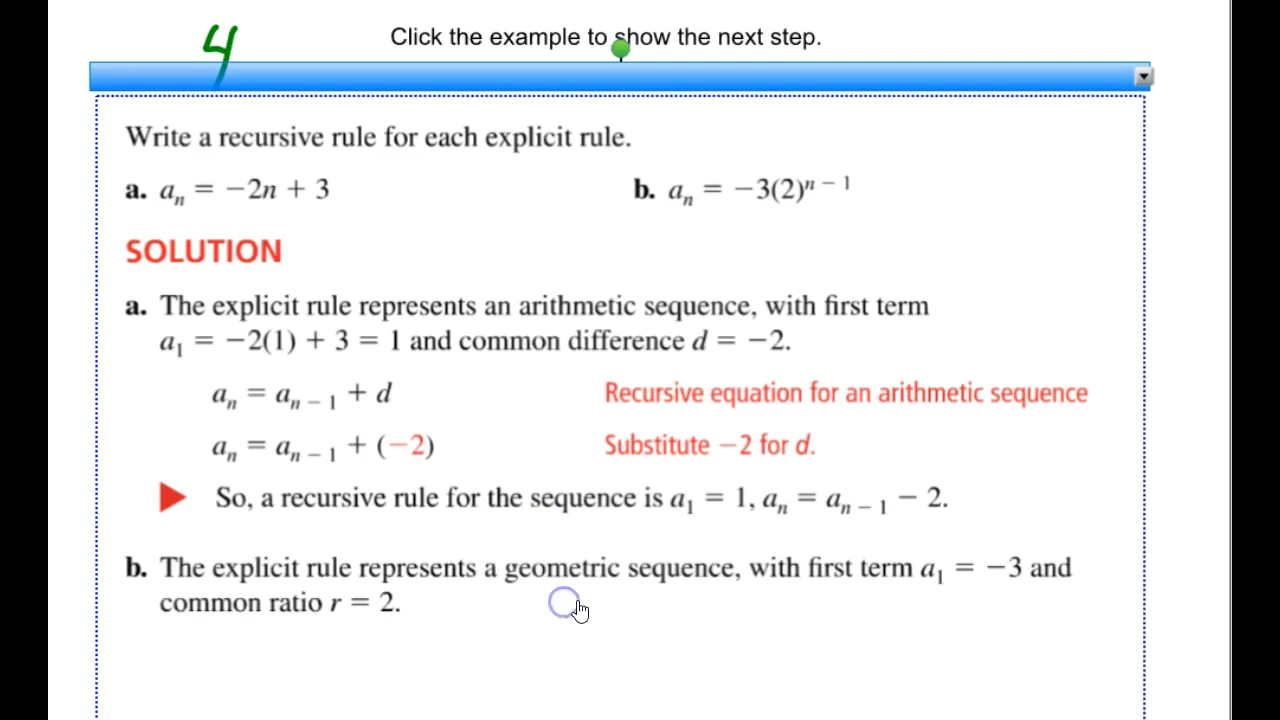 4
Click the example to show the next step.
Write a recursive rule for each explicit rule.
a. aₙ = −2n + 3 b. aₙ = −3(2)ⁿ ⁻ ¹
SOLUTION
a. The explicit rule represents an arithmetic sequence, with first term
a₁ = −2(1) + 3 = 1 and common difference d = −2.
aₙ = aₙ ₋ ₁ + d Recursive equation for an arithmetic sequence
aₙ = aₙ ₋ ₁ + (−2) Substitute −2 for d.
So, a recursive rule for the sequence is a₁ = 1, aₙ = aₙ ₋ ₁ − 2.
b. The explicit rule represents a geometric sequence, with first term a₁ = −3 and
common ratio r = 2.